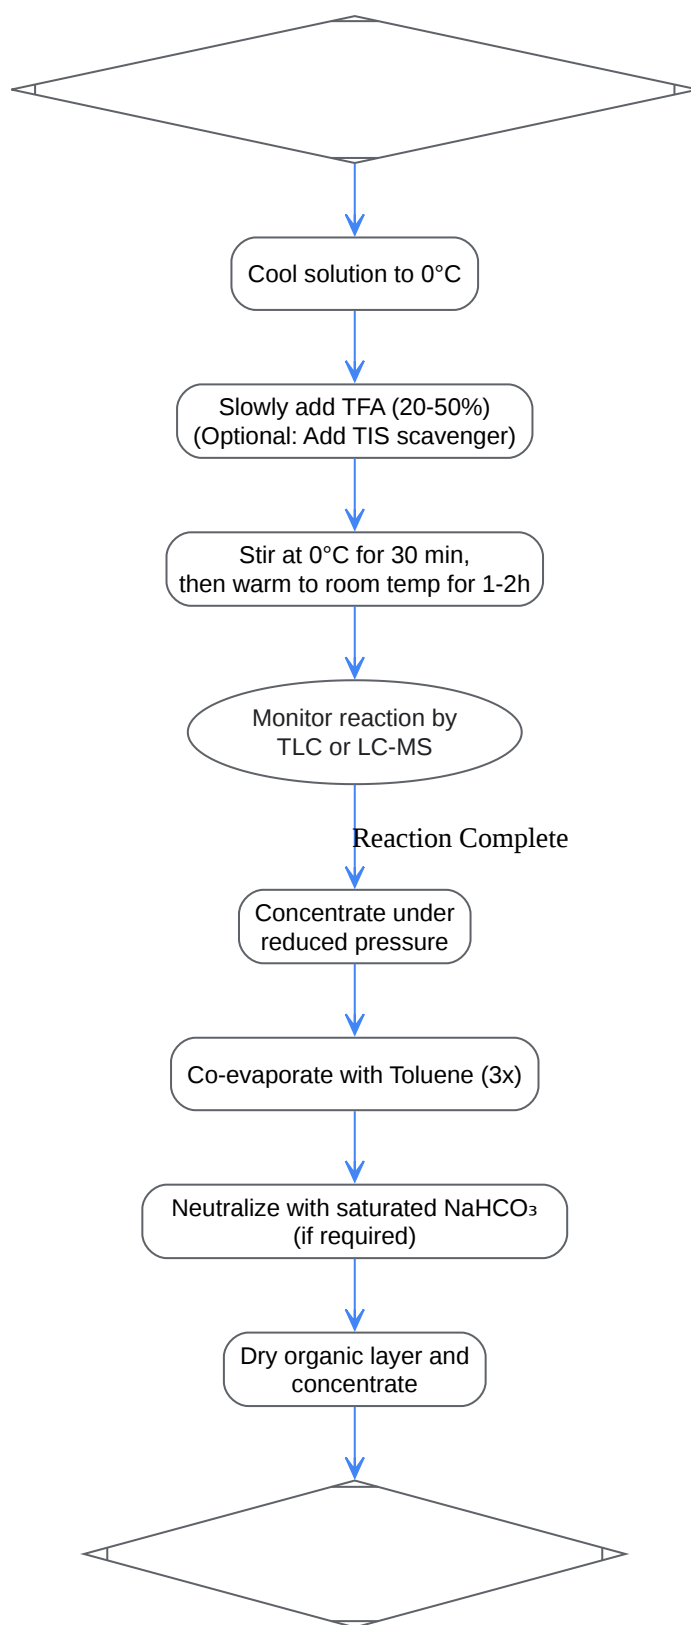 Cool solution to 0°C
Slowly add TFA (20-50%)
(Optional: Add TIS scavenger)
Stir at 0°C for 30 min,
then warm to room temp for 1-2h
Monitor reaction by
TLC or LC-MS
Reaction Complete
Concentrate under
reduced pressure
Co-evaporate with Toluene (3x)
Neutralize with saturated NaHCO₃
(if required)
Dry organic layer and
concentrate